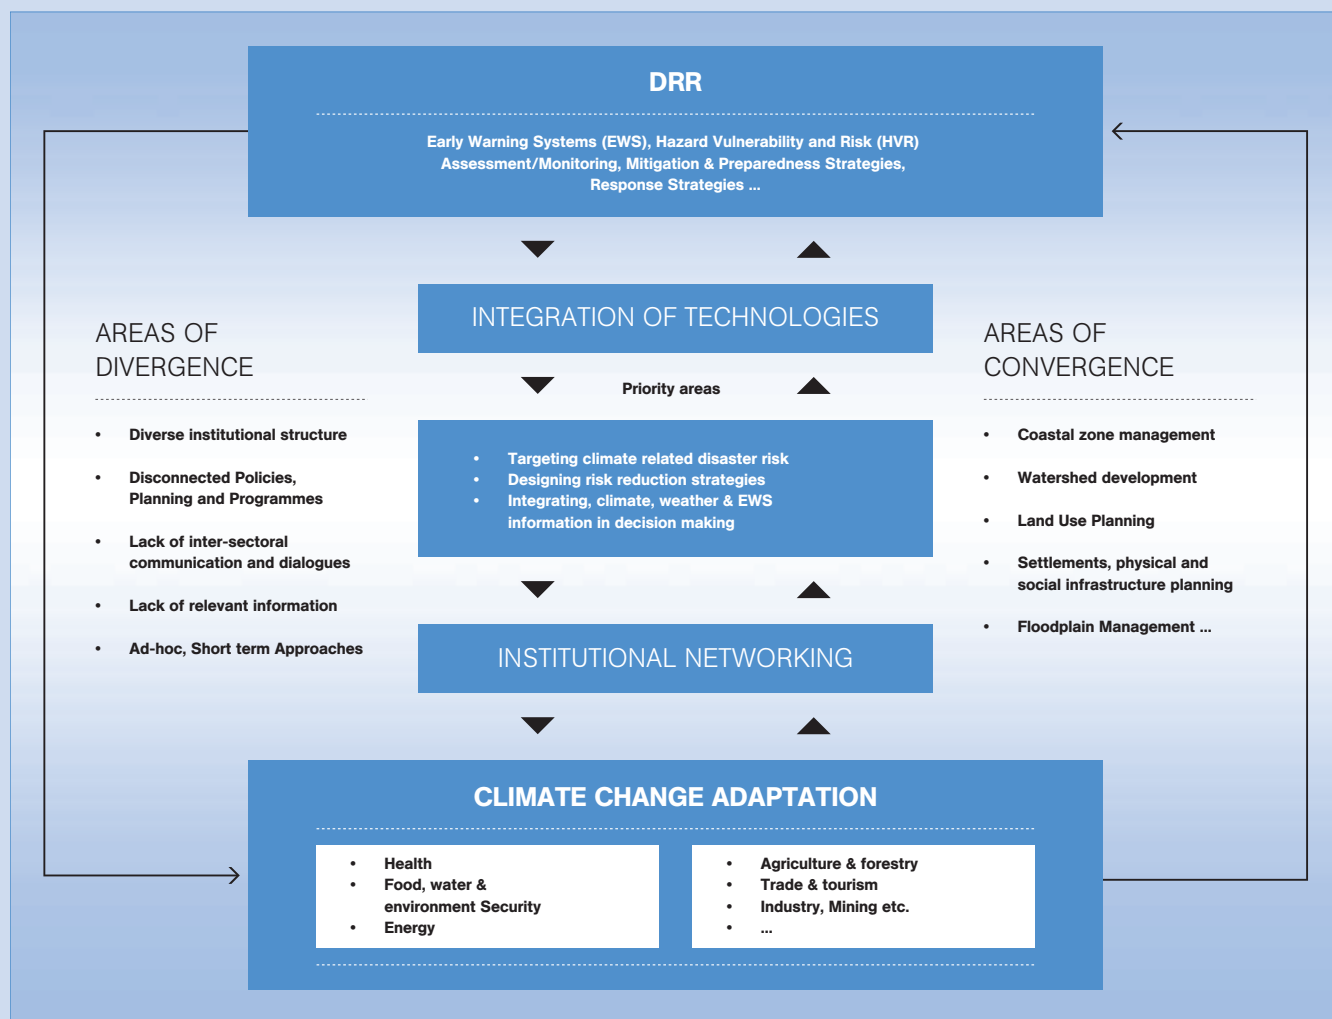 DRR
Early Warning Systems (EWS), Hazard Vulnerability and Risk (HVR)
Assessment/Monitoring, Mitigation & Preparedness Strategies,
Response Strategies ...
INTEGRATION OF TECHNOLOGIES
AREAS OF
DIVERGENCE
• Diverse institutional structure
• Disconnected Policies,
Planning and Programmes
• Lack of inter-sectoral
communication and dialogues
• Lack of relevant information
• Ad-hoc, Short term Approaches
Priority areas
• Targeting climate related disaster risk
• Designing risk reduction strategies
• Integrating, climate, weather & EWS
information in decision making
INSTITUTIONAL NETWORKING
AREAS OF
CONVERGENCE
• Coastal zone management
• Watershed development
• Land Use Planning
• Settlements, physical and
social infrastructure planning
• Floodplain Management ...
CLIMATE CHANGE ADAPTATION
• Health
• Food, water &
environment Security
• Energy
• Agriculture & forestry
• Trade & tourism
• Industry, Mining etc.
• ...